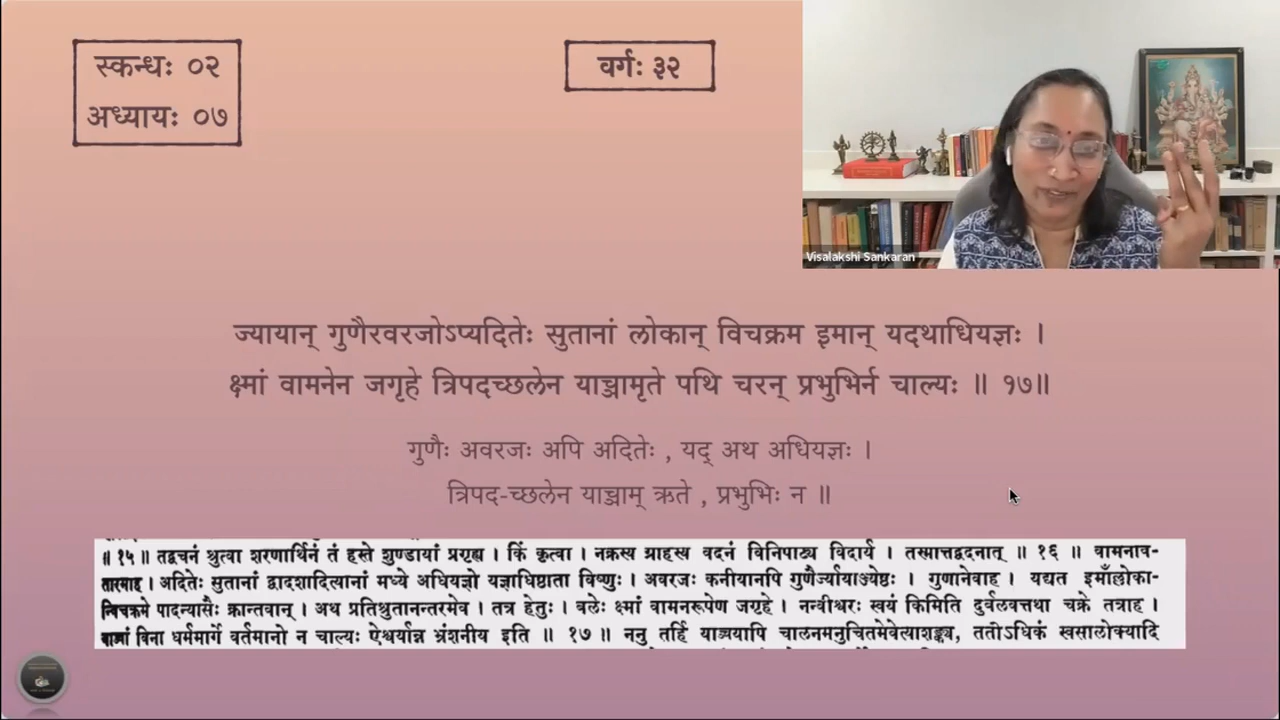 स्कन्धः ०२
अध्यायः ०७
वर्गः ३२
Visalakshi Sankaran
ज्यायान् गुणैरवरजोऽप्यदितेः सुतानां लोकान् विचक्रम इमान् यदथाधियज्ञः ।
क्ष्मां वामनेन जगृहे त्रिपदच्छलेन याच्ञामृते पथि चरन् प्रभुभिर्न चाल्यः ॥ १७॥
गुणैः अवरजः अपि अदितेः , यद् अथ अधियज्ञः ।
त्रिपद-च्छलेन याच्ञाम् ऋते , प्रभुभिः न ॥
॥ १५ ॥ तद्वचनं श्रुत्वा शरणार्थिनं तं हस्ते शुण्डायां प्रगृह्य । किं कृत्वा । नक्रस्य ग्राहस्य वदनं विनिपाट्य विदार्य । तस्मात्तद्वदनात् ॥ १६ ॥ वामनाव-
तारमाह । अदितेः सुतानां द्वादशादित्यानां मध्ये अधियज्ञो यज्ञाधिष्ठाता विष्णुः । अवरजः कनीयानपि गुणैर्ज्यायाञ्ज्येष्ठः । गुणानेवाह । यद्यत इमाँल्लोका-
न्विचक्रमे पादन्यासैः क्रान्तवान् । अथ प्रतिश्रुतानन्तरमेव । तत्र हेतुः । बलेः क्ष्मां वामनरूपेण जगृहे । नन्वीश्वरः स्वयं किमिति दुर्बलवत्तथा चक्रे तत्राह ।
याच्ञां विना धर्ममार्गे वर्तमानो न चाल्यः ऐश्वर्यान्न भ्रंशनीय इति ॥ १७ ॥ ननु तर्हि याच्ञयापि चालनमनुचितमेवेत्याशङ्क्य, ततोऽधिकं स्वसालोक्यादि